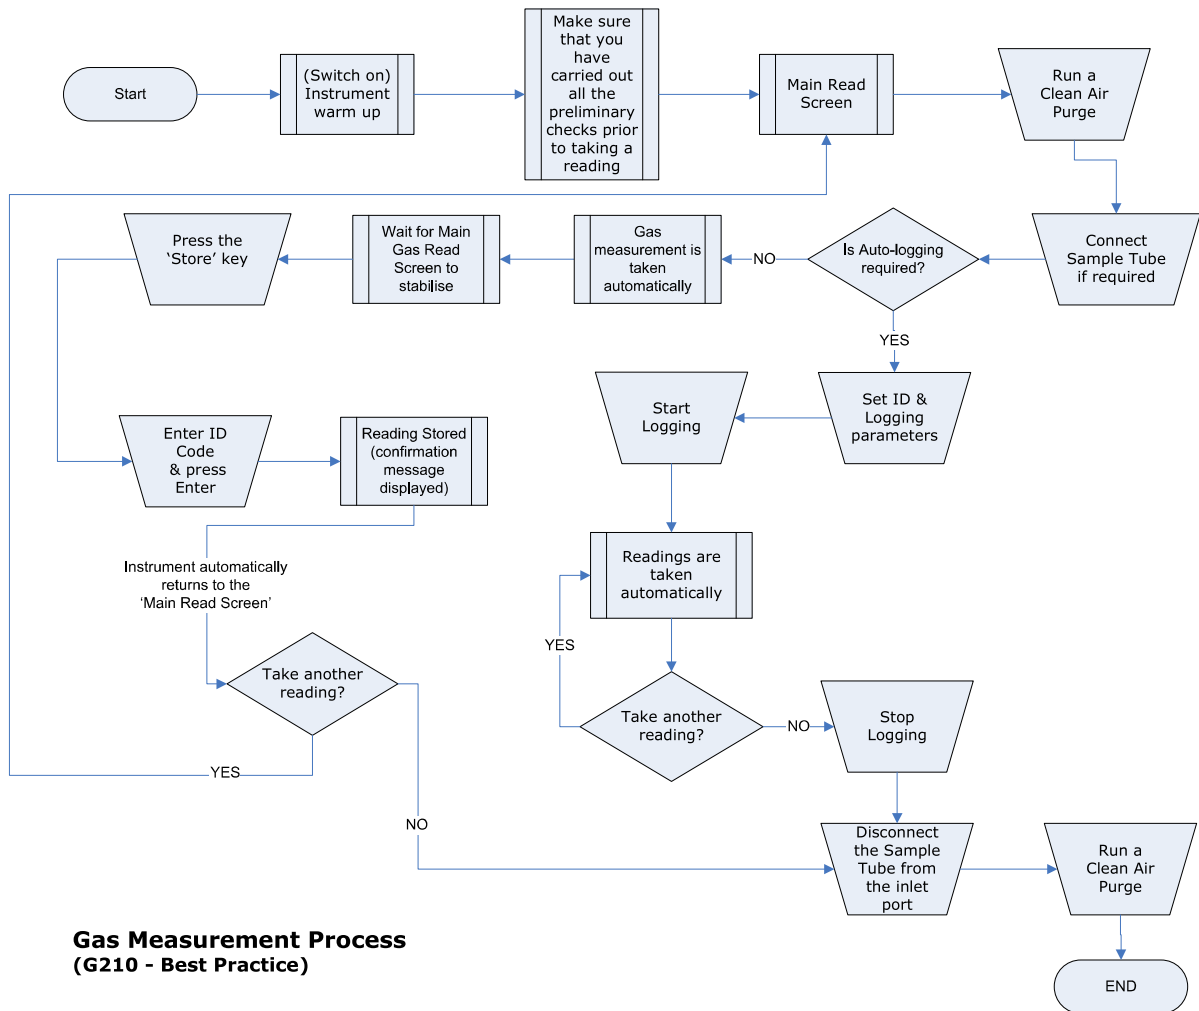 Start
(Switch on)
Instrument
warm up
Make sure
that you
have
carried out
all the
preliminary
checks prior
to taking a
reading
Main Read
Screen
Run a
Clean Air
Purge
Press the
‘Store’ key
Wait for Main
Gas Read
Screen to
stabilise
Gas
measurement is
taken
automatically
NO
Is Auto-logging
required?
Connect
Sample Tube
if required
YES
Start
Logging
Set ID &
Logging
parameters
Enter ID
Code
& press
Enter
Reading Stored
(confirmation
message
displayed)
Instrument automatically
returns to the
‘Main Read Screen’
Readings are
taken
automatically
YES
Take another
reading?
Take another
reading?
NO
Stop
Logging
YES
NO
Disconnect
the Sample
Tube from
the inlet
port
Run a
Clean Air
Purge
Gas Measurement Process
(G210 - Best Practice)
END